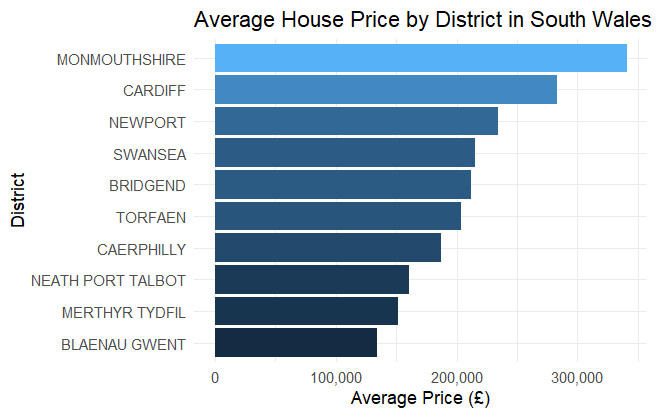 Average House Price by District in South Wales
District
MONMOUTHSHIRE
CARDIFF
NEWPORT
SWANSEA
BRIDGEND
TORFAEN
CAERPHILLY
NEATH PORT TALBOT
MERTHYR TYDFIL
BLAENAU GWENT
0 100,000 200,000 300,000
Average Price (£)